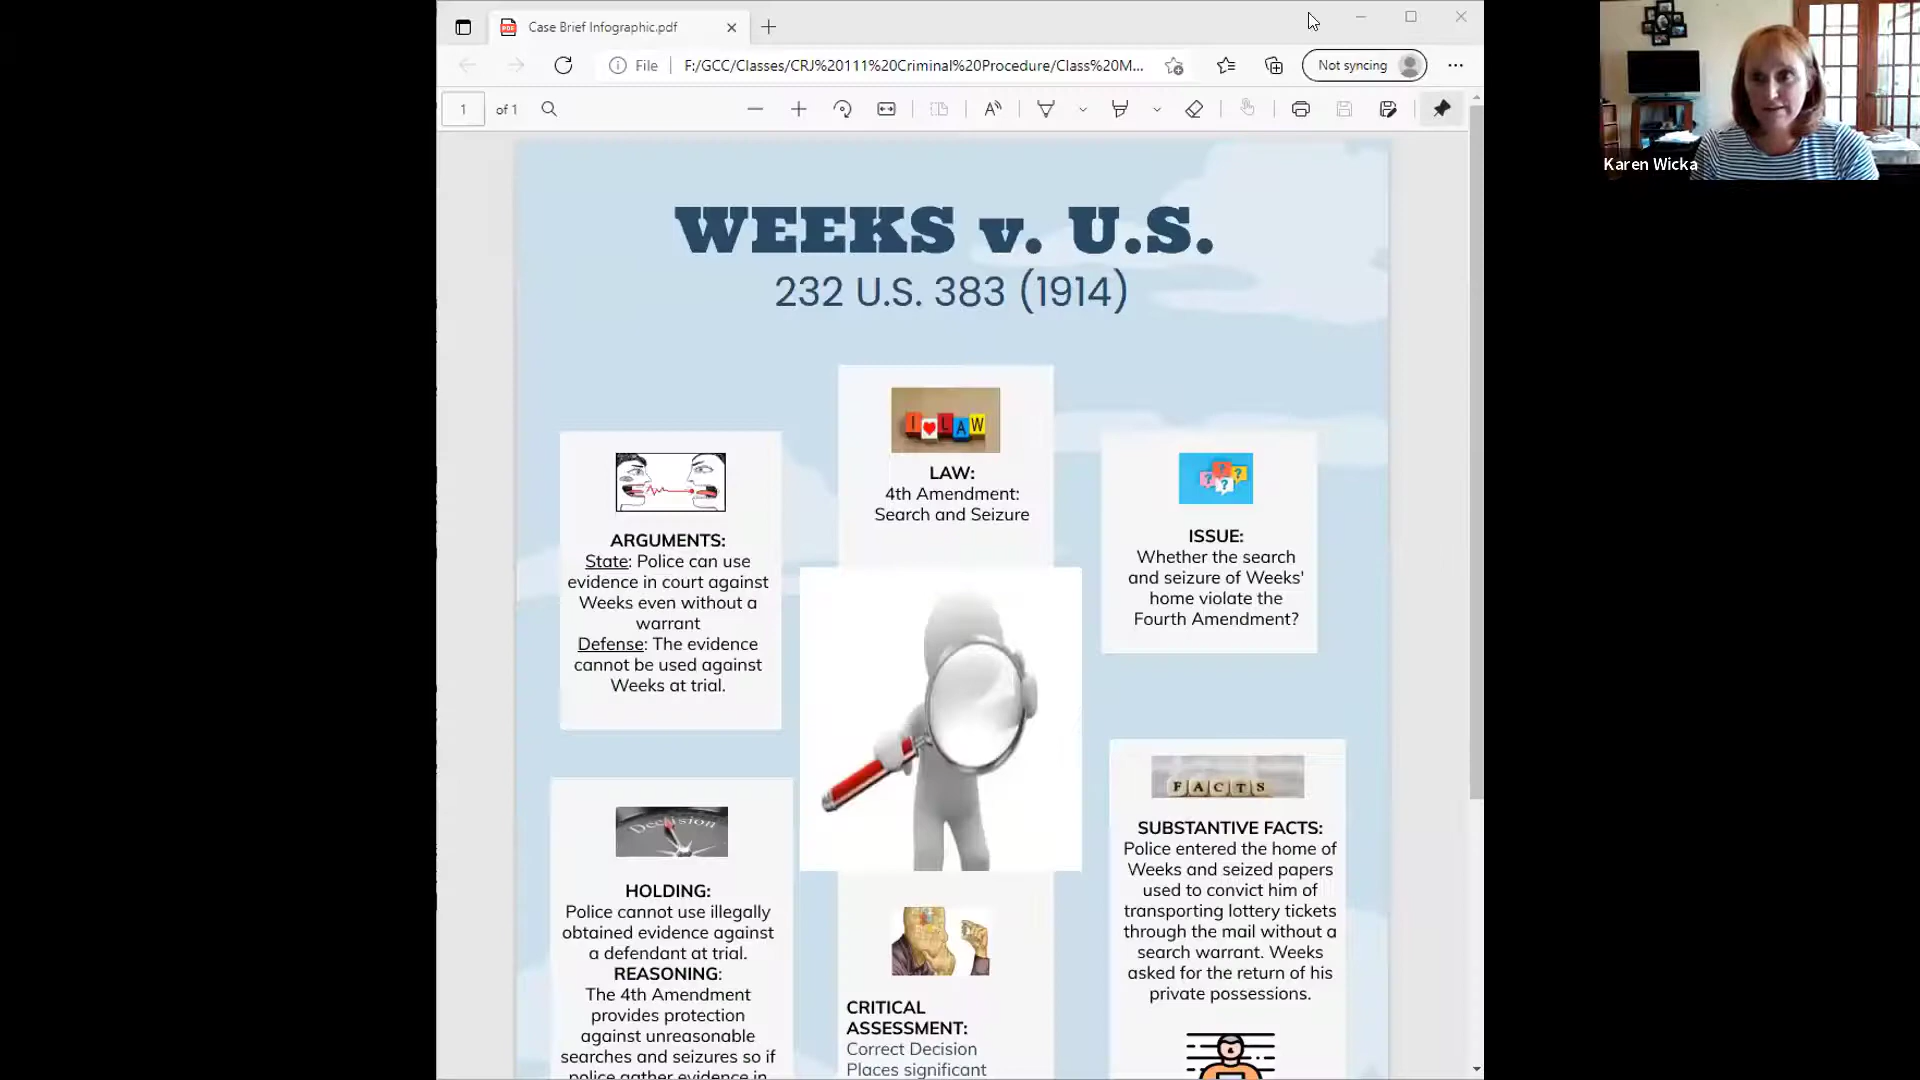 Case Brief Infographic.pdf
File
F:/GCC/Classes/CRJ%20111%20Criminal%20Procedure/Class%20M...
Not syncing
1 of 1
Karen Wicka
WEEKS v. U.S.
232 U.S. 383 (1914)
I LAW
LAW:
4th Amendment:
Search and Seizure
ARGUMENTS:
State: Police can use
evidence in court against
Weeks even without a
warrant
Defense: The evidence
cannot be used against
Weeks at trial.
? ? ? ?
ISSUE:
Whether the search
and seizure of Weeks'
home violate the
Fourth Amendment?
Decision
HOLDING:
Police cannot use illegally
obtained evidence against
a defendant at trial.
REASONING:
The 4th Amendment
provides protection
against unreasonable
searches and seizures so if
police gather evidence in
CRITICAL
ASSESSMENT:
Correct Decision
Places significant
FACTS
SUBSTANTIVE FACTS:
Police entered the home of
Weeks and seized papers
used to convict him of
transporting lottery tickets
through the mail without a
search warrant. Weeks
asked for the return of his
private possessions.